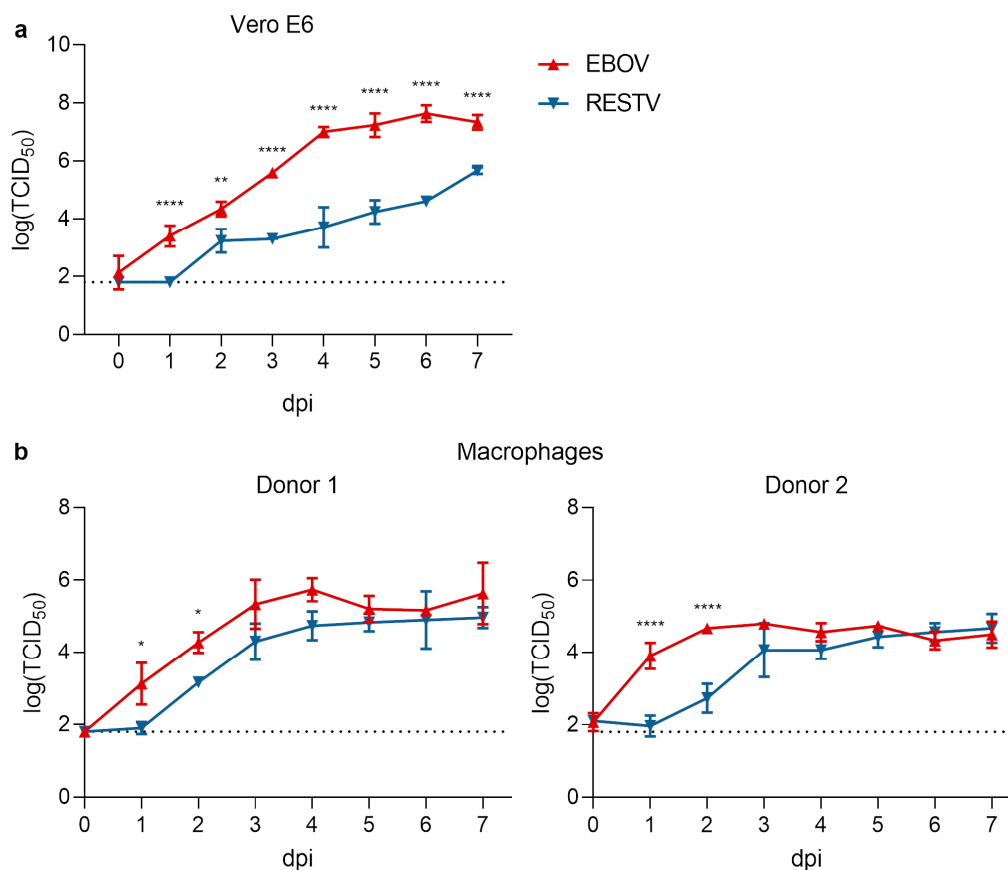 a
Vero E6
EBOV
RESTV
log(TCID50)
10
8
6
4
2
0
**** ** **** **** **** **** ****
0 1 2 3 4 5 6 7
dpi
b
Macrophages
Donor 1
log(TCID50)
8
6
4
2
0
* *
0 1 2 3 4 5 6 7
dpi
Donor 2
log(TCID50)
8
6
4
2
0
**** ****
0 1 2 3 4 5 6 7
dpi